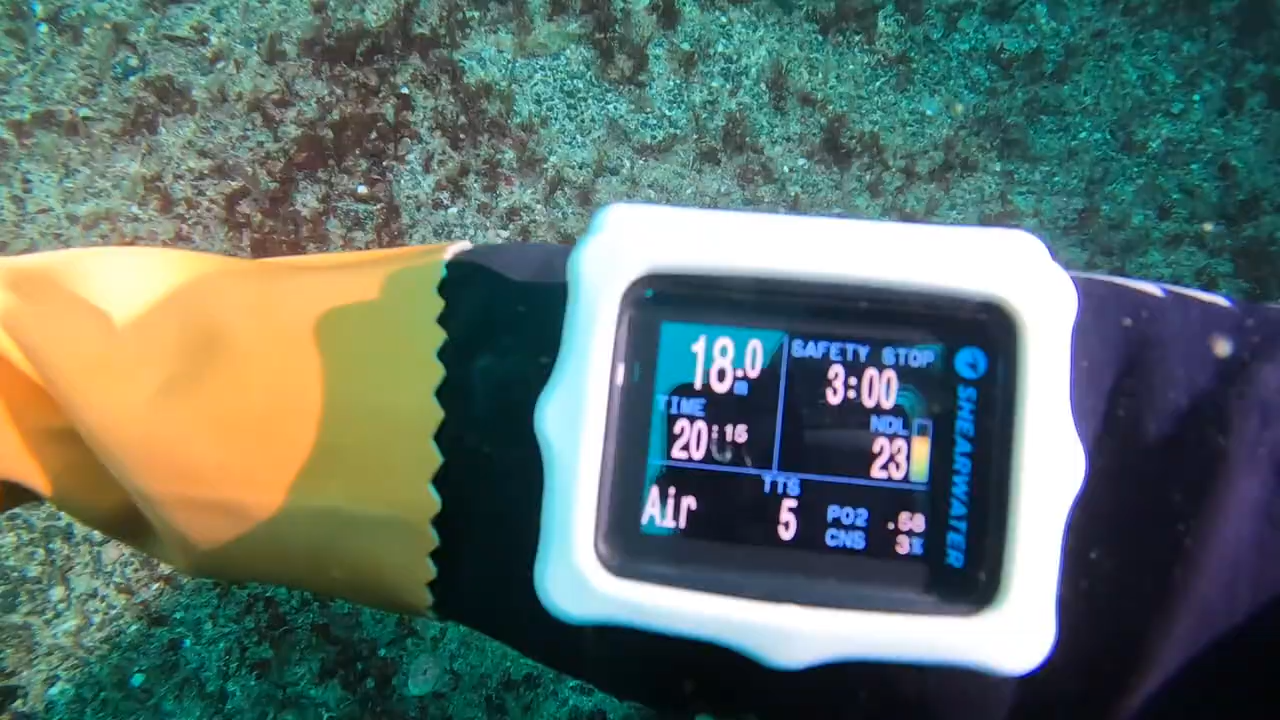 18.0
m
TIME
20:15
SAFETY STOP
3:00
NDL
23
Air
TTS
5
PO2 .58
CNS 3%
SHEARWATER